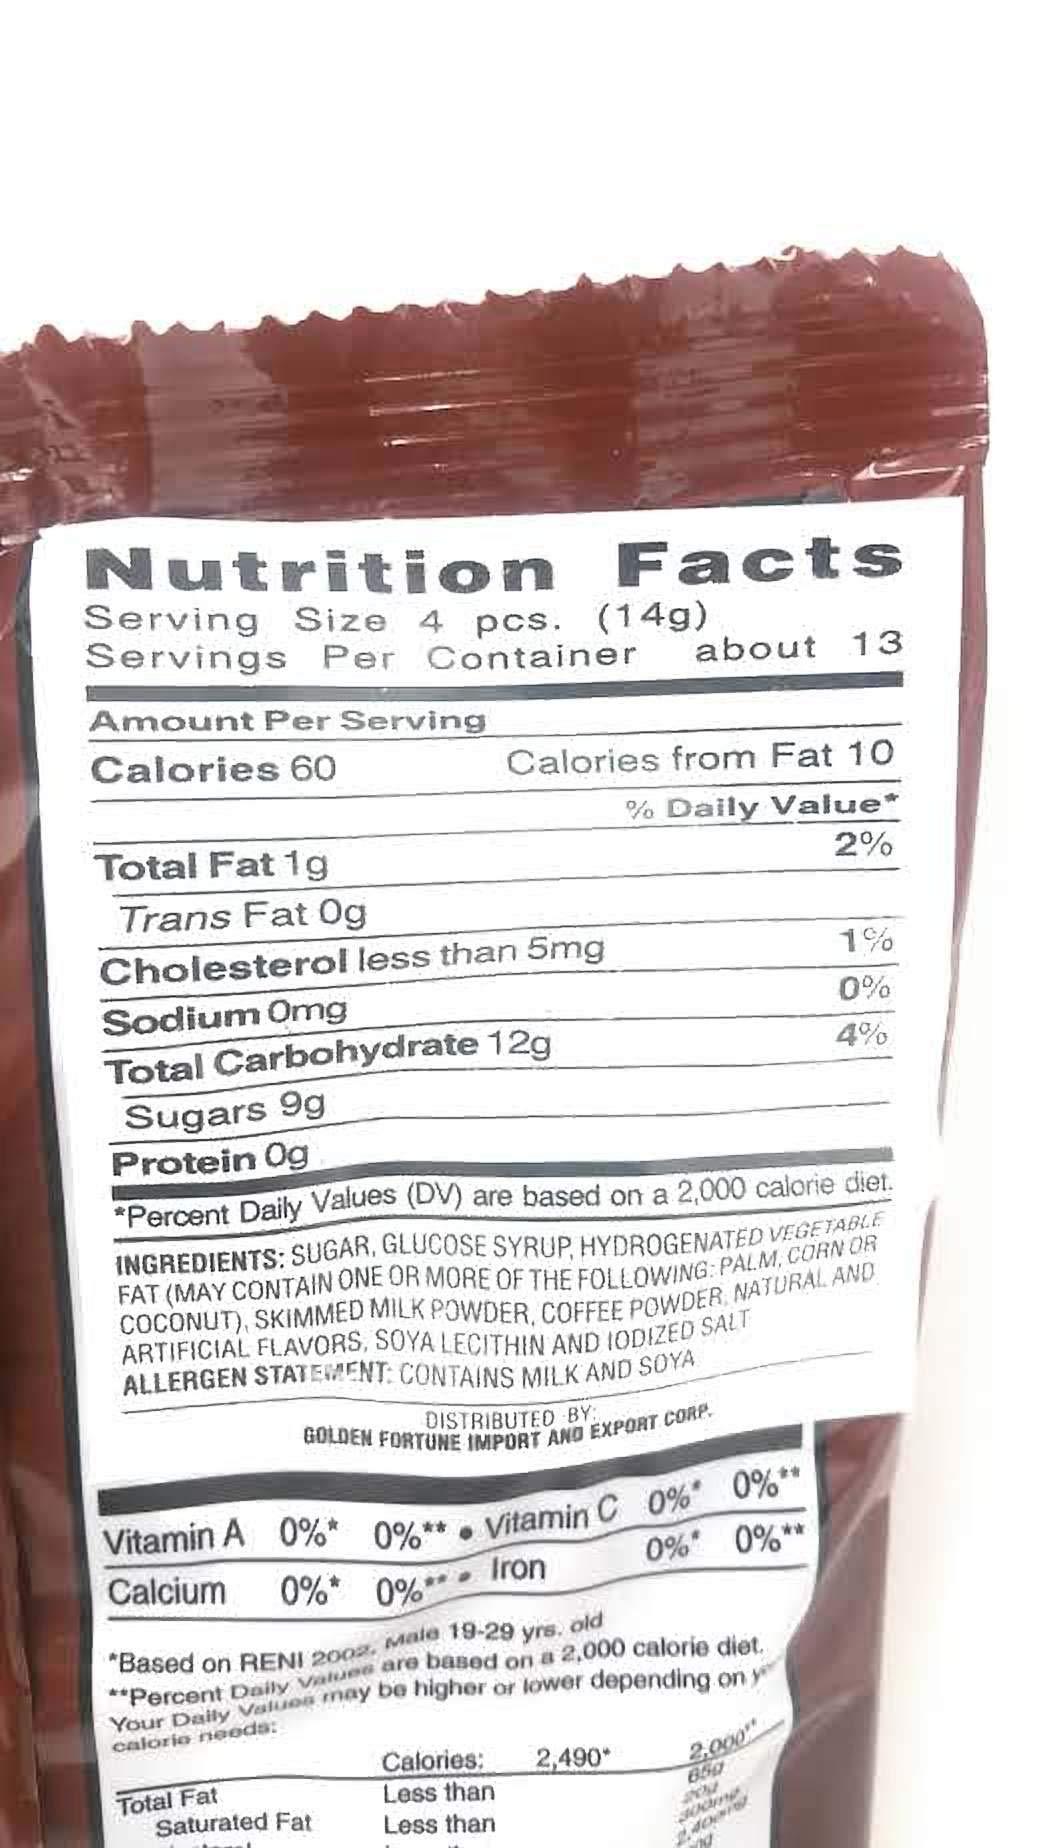 Nutrition Facts
Serving Size 4 pcs. (14g)
Servings Per Container about 13
Amount Per Serving
Calories 60 Calories from Fat 10
% Daily Value*
Total Fat 1g 2%
Trans Fat 0g
Cholesterol less than 5mg 1%
Sodium 0mg 0%
Total Carbohydrate 12g 4%
Sugars 9g
Protein 0g
*Percent Daily Values (DV) are based on a 2,000 calorie diet.
INGREDIENTS: SUGAR, GLUCOSE SYRUP, HYDROGENATED VEGETABLE
FAT (MAY CONTAIN ONE OR MORE OF THE FOLLOWING: PALM, CORN OR
COCONUT), SKIMMED MILK POWDER, COFFEE POWDER, NATURAL AND
ARTIFICIAL FLAVORS, SOYA LECITHIN AND IODIZED SALT
ALLERGEN STATEMENT: CONTAINS MILK AND SOYA
DISTRIBUTED BY:
GOLDEN FORTUNE IMPORT AND EXPORT CORP.
Vitamin A 0%* 0%** • Vitamin C 0%* 0%**
Calcium 0%* 0%** • Iron 0%* 0%**
*Based on RENI 2002, Male 19-29 yrs. old
**Percent Daily Values are based on a 2,000 calorie diet.
Your Daily Values may be higher or lower depending on
calorie needs:
Calories: 2,490* 2,000**
Total Fat Less than 65g
Saturated Fat Less than 20g